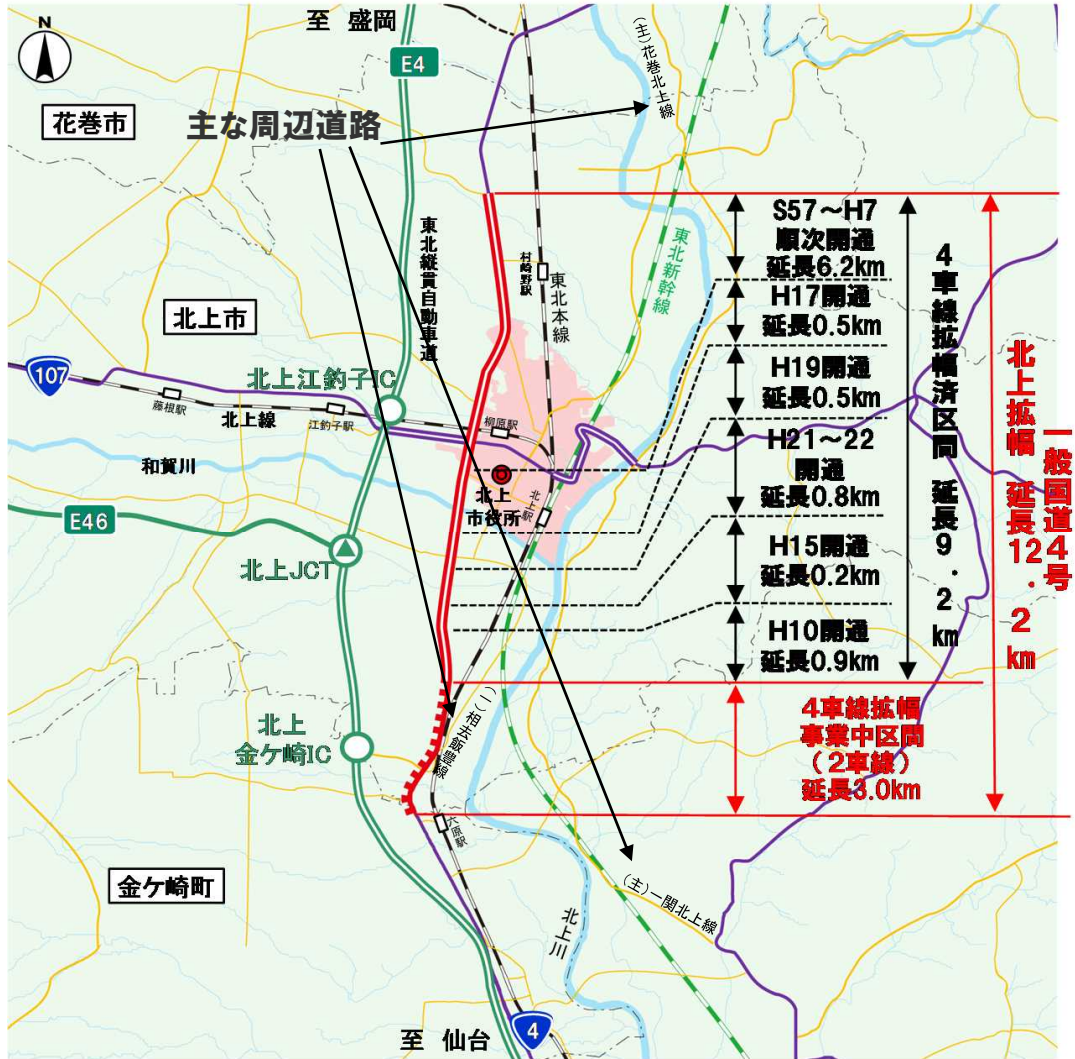 N
至 盛岡
E4
(主)花巻北上線
花巻市
主な周辺道路
東北縦貫自動車道
村崎野駅
東北本線
東北新幹線
S57～H7
順次開通
延長6.2km
H17開通
延長0.5km
H19開通
延長0.5km
H21～22
開通
延長0.8km
H15開通
延長0.2km
H10開通
延長0.9km
4車線拡幅済区間 延長9.2km
一般国道4号
北上拡幅 延長12.2km
4車線拡幅
事業中区間
(2車線)
延長3.0km
北上市
107
北上江釣子IC
藤根駅
北上線
江釣子駅
柳原駅
和賀川
北上
市役所
北上駅
E46
北上JCT
北上
金ケ崎IC
(一)相去飯豊線
六原駅
金ケ崎町
(主)一関北上線
北上川
至 仙台
4